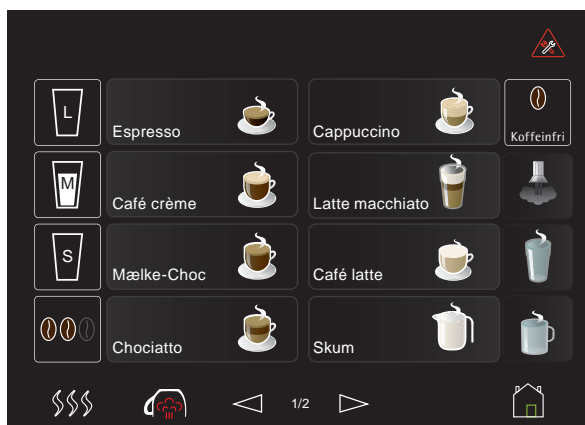 L
Espresso
Cappuccino
Koffeinfri
M
Café crème
Latte macchiato
S
Mælke-Choc
Café latte
Chociatto
Skum
1/2